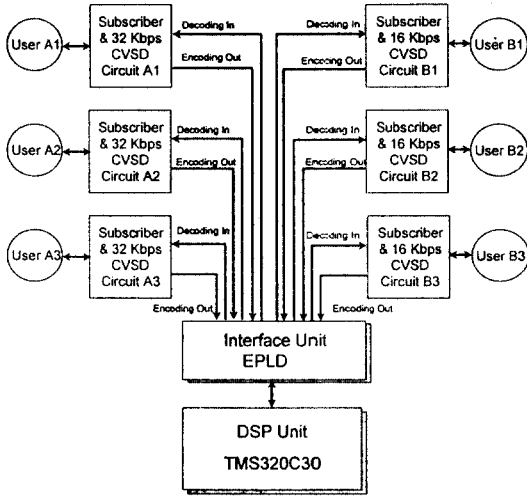 User A1
Subscriber
& 32 Kbps
CVSD
Circuit A1
Decoding In
Encoding Out
Decoding In
Encoding Out
Subscriber
& 16 Kbps
CVSD
Circuit B1
User B1
User A2
Subscriber
& 32 Kbps
CVSD
Circuit A2
Decoding In
Encoding Out
Decoding In
Encoding Out
Subscriber
& 16 Kbps
CVSD
Circuit B2
User B2
User A3
Subscriber
& 32 Kbps
CVSD
Circuit A3
Decoding In
Encoding Out
Decoding In
Encoding Out
Subscriber
& 16 Kbps
CVSD
Circuit B3
User B3
Interface Unit
EPLD
DSP Unit
TMS320C30